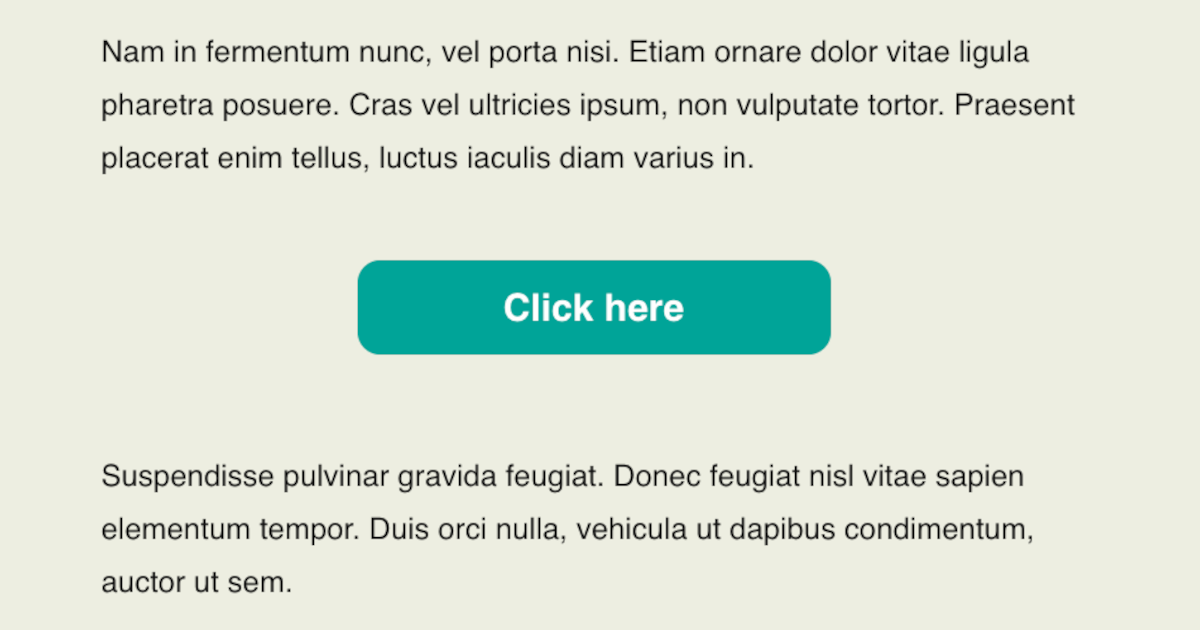 Nam in fermentum nunc, vel porta nisi. Etiam ornare dolor vitae ligula
pharetra posuere. Cras vel ultricies ipsum, non vulputate tortor. Praesent
placerat enim tellus, luctus iaculis diam varius in.
Click here
Suspendisse pulvinar gravida feugiat. Donec feugiat nisl vitae sapien
elementum tempor. Duis orci nulla, vehicula ut dapibus condimentum,
auctor ut sem.